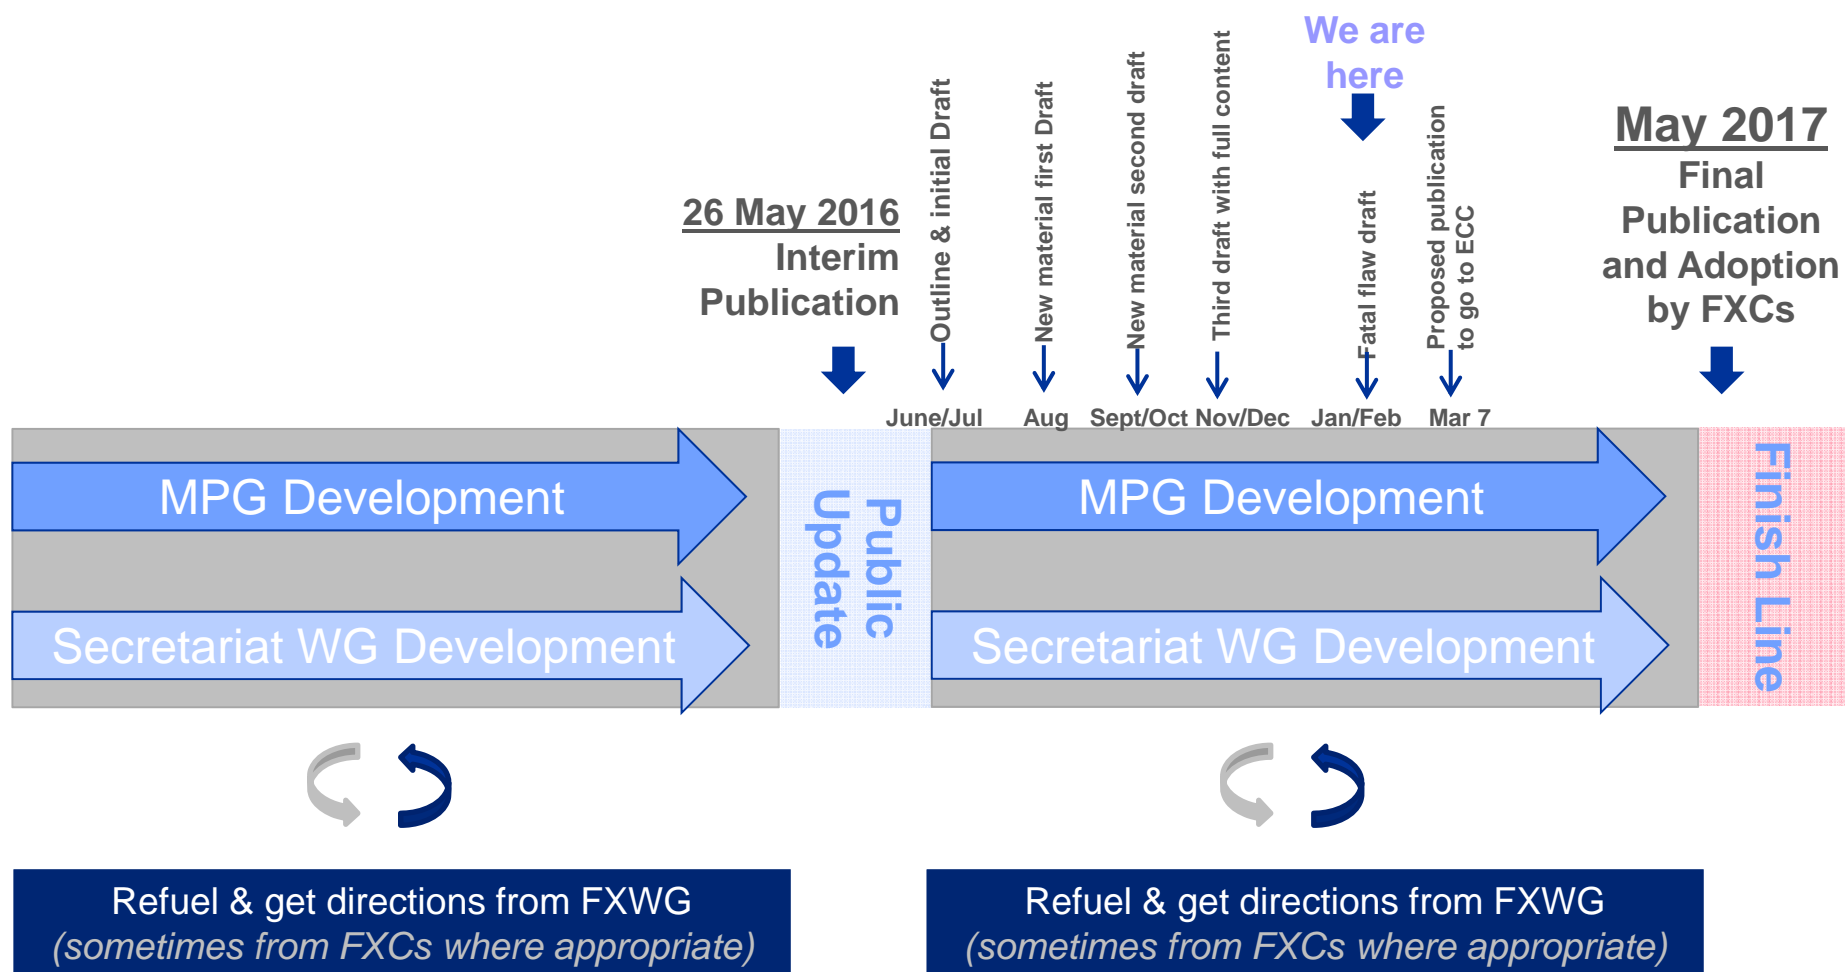 We are
here
May 2017
Final
Publication
and Adoption
by FXCs
26 May 2016
Interim
Publication
Outline & initial Draft
New material first Draft
New material second draft
Third draft with full content
Fatal flaw draft
Proposed publication
to go to ECC
June/Jul
Aug
Sept/Oct
Nov/Dec
Jan/Feb
Mar 7
MPG Development
Secretariat WG Development
Public
Update
MPG Development
Secretariat WG Development
Finish Line
Refuel & get directions from FXWG
(sometimes from FXCs where appropriate)
Refuel & get directions from FXWG
(sometimes from FXCs where appropriate)